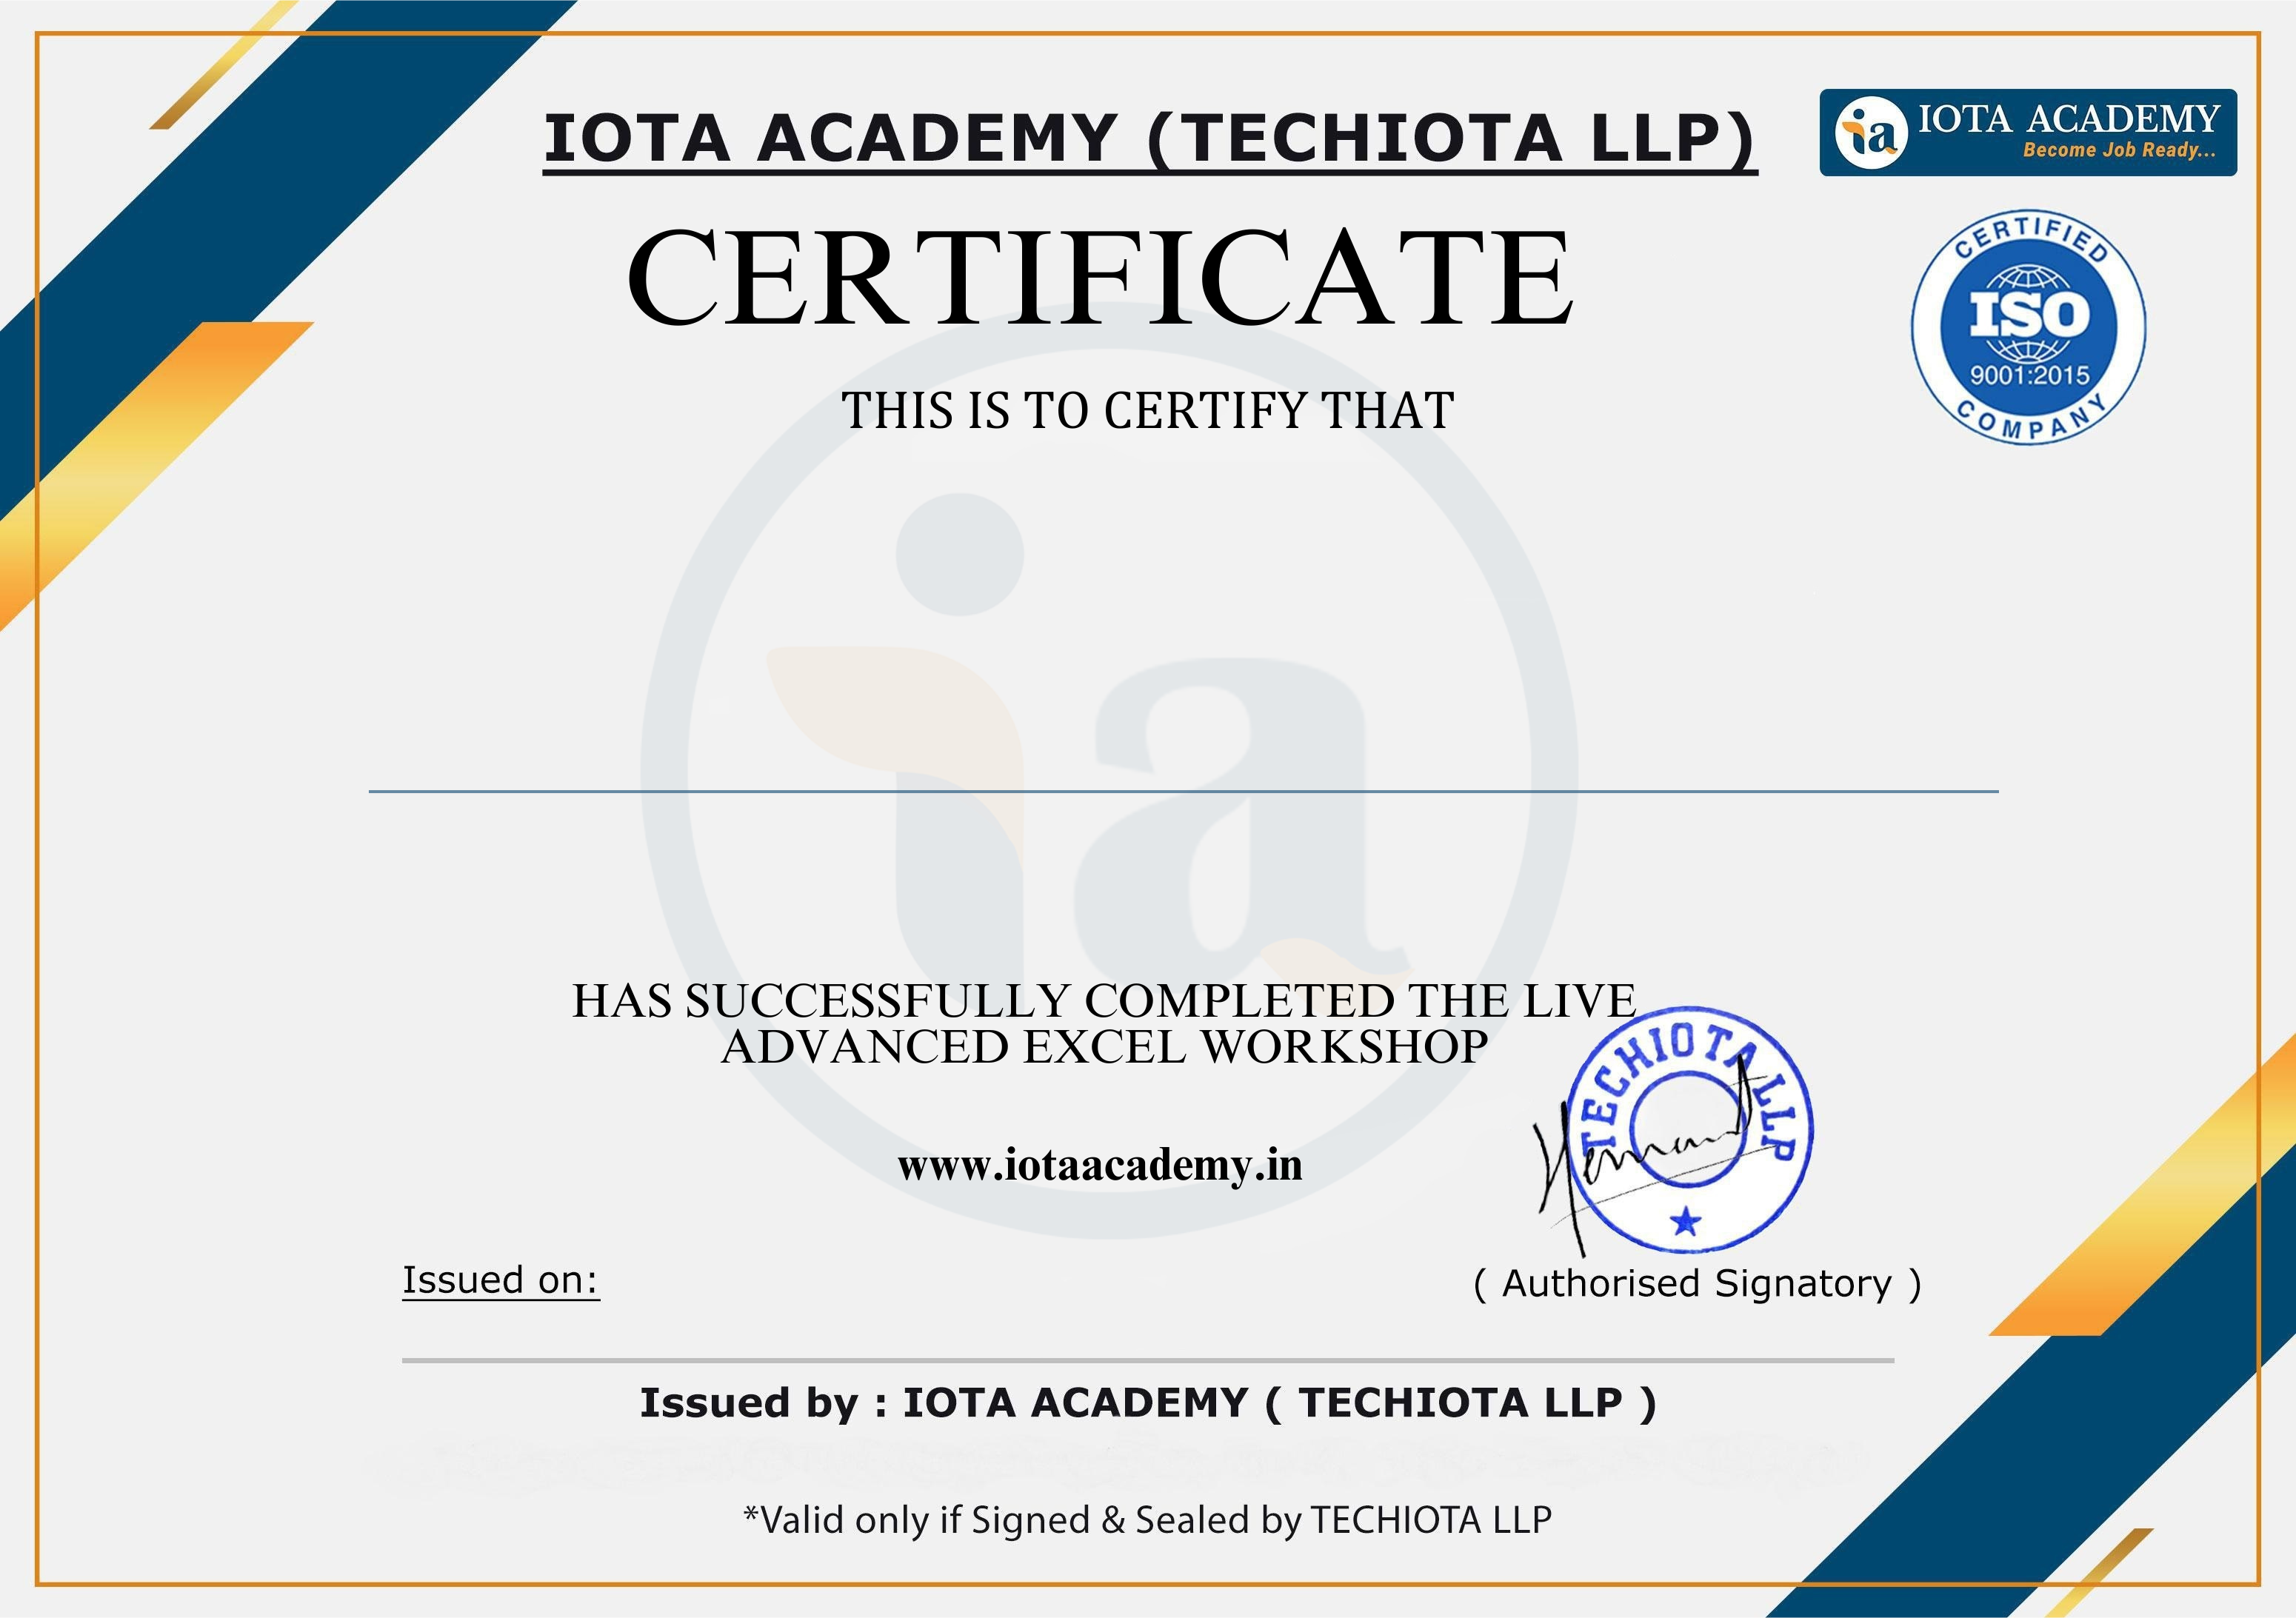 IOTA ACADEMY (TECHIOTA LLP)
ia IOTA ACADEMY
Become Job Ready...
CERTIFICATE
CERTIFIED
ISO
9001:2015
COMPANY
THIS IS TO CERTIFY THAT
ia
HAS SUCCESSFULLY COMPLETED THE LIVE
ADVANCED EXCEL WORKSHOP
TECHIOTA LLP
www.iotaacademy.in
Issued on:
( Authorised Signatory )
Issued by : IOTA ACADEMY ( TECHIOTA LLP )
*Valid only if Signed & Sealed by TECHIOTA LLP